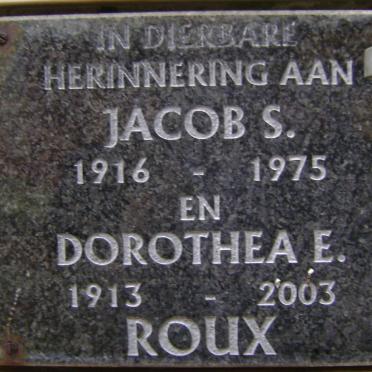 IN DIERBARE
HERINNERING AAN
JACOB S.
1916 - 1975
EN
DOROTHEA E.
1913 - 2003
ROUX